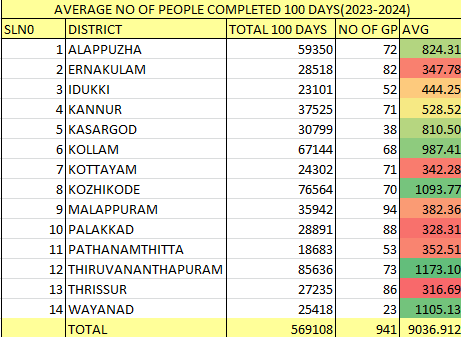 AVERAGE NO OF PEOPLE COMPLETED 100 DAYS(2023-2024)
SLN0 DISTRICT TOTAL 100 DAYS NO OF GP AVG
1 ALAPPUZHA 59350 72 824.31
2 ERNAKULAM 28518 82 347.78
3 IDUKKI 23101 52 444.25
4 KANNUR 37525 71 528.52
5 KASARGOD 30799 38 810.50
6 KOLLAM 67144 68 987.41
7 KOTTAYAM 24302 71 342.28
8 KOZHIKODE 76564 70 1093.77
9 MALAPPURAM 35942 94 382.36
10 PALAKKAD 28891 88 328.31
11 PATHANAMTHITTA 18683 53 352.51
12 THIRUVANANTHAPURAM 85636 73 1173.10
13 THRISSUR 27235 86 316.69
14 WAYANAD 25418 23 1105.13
TOTAL 569108 941 9036.912